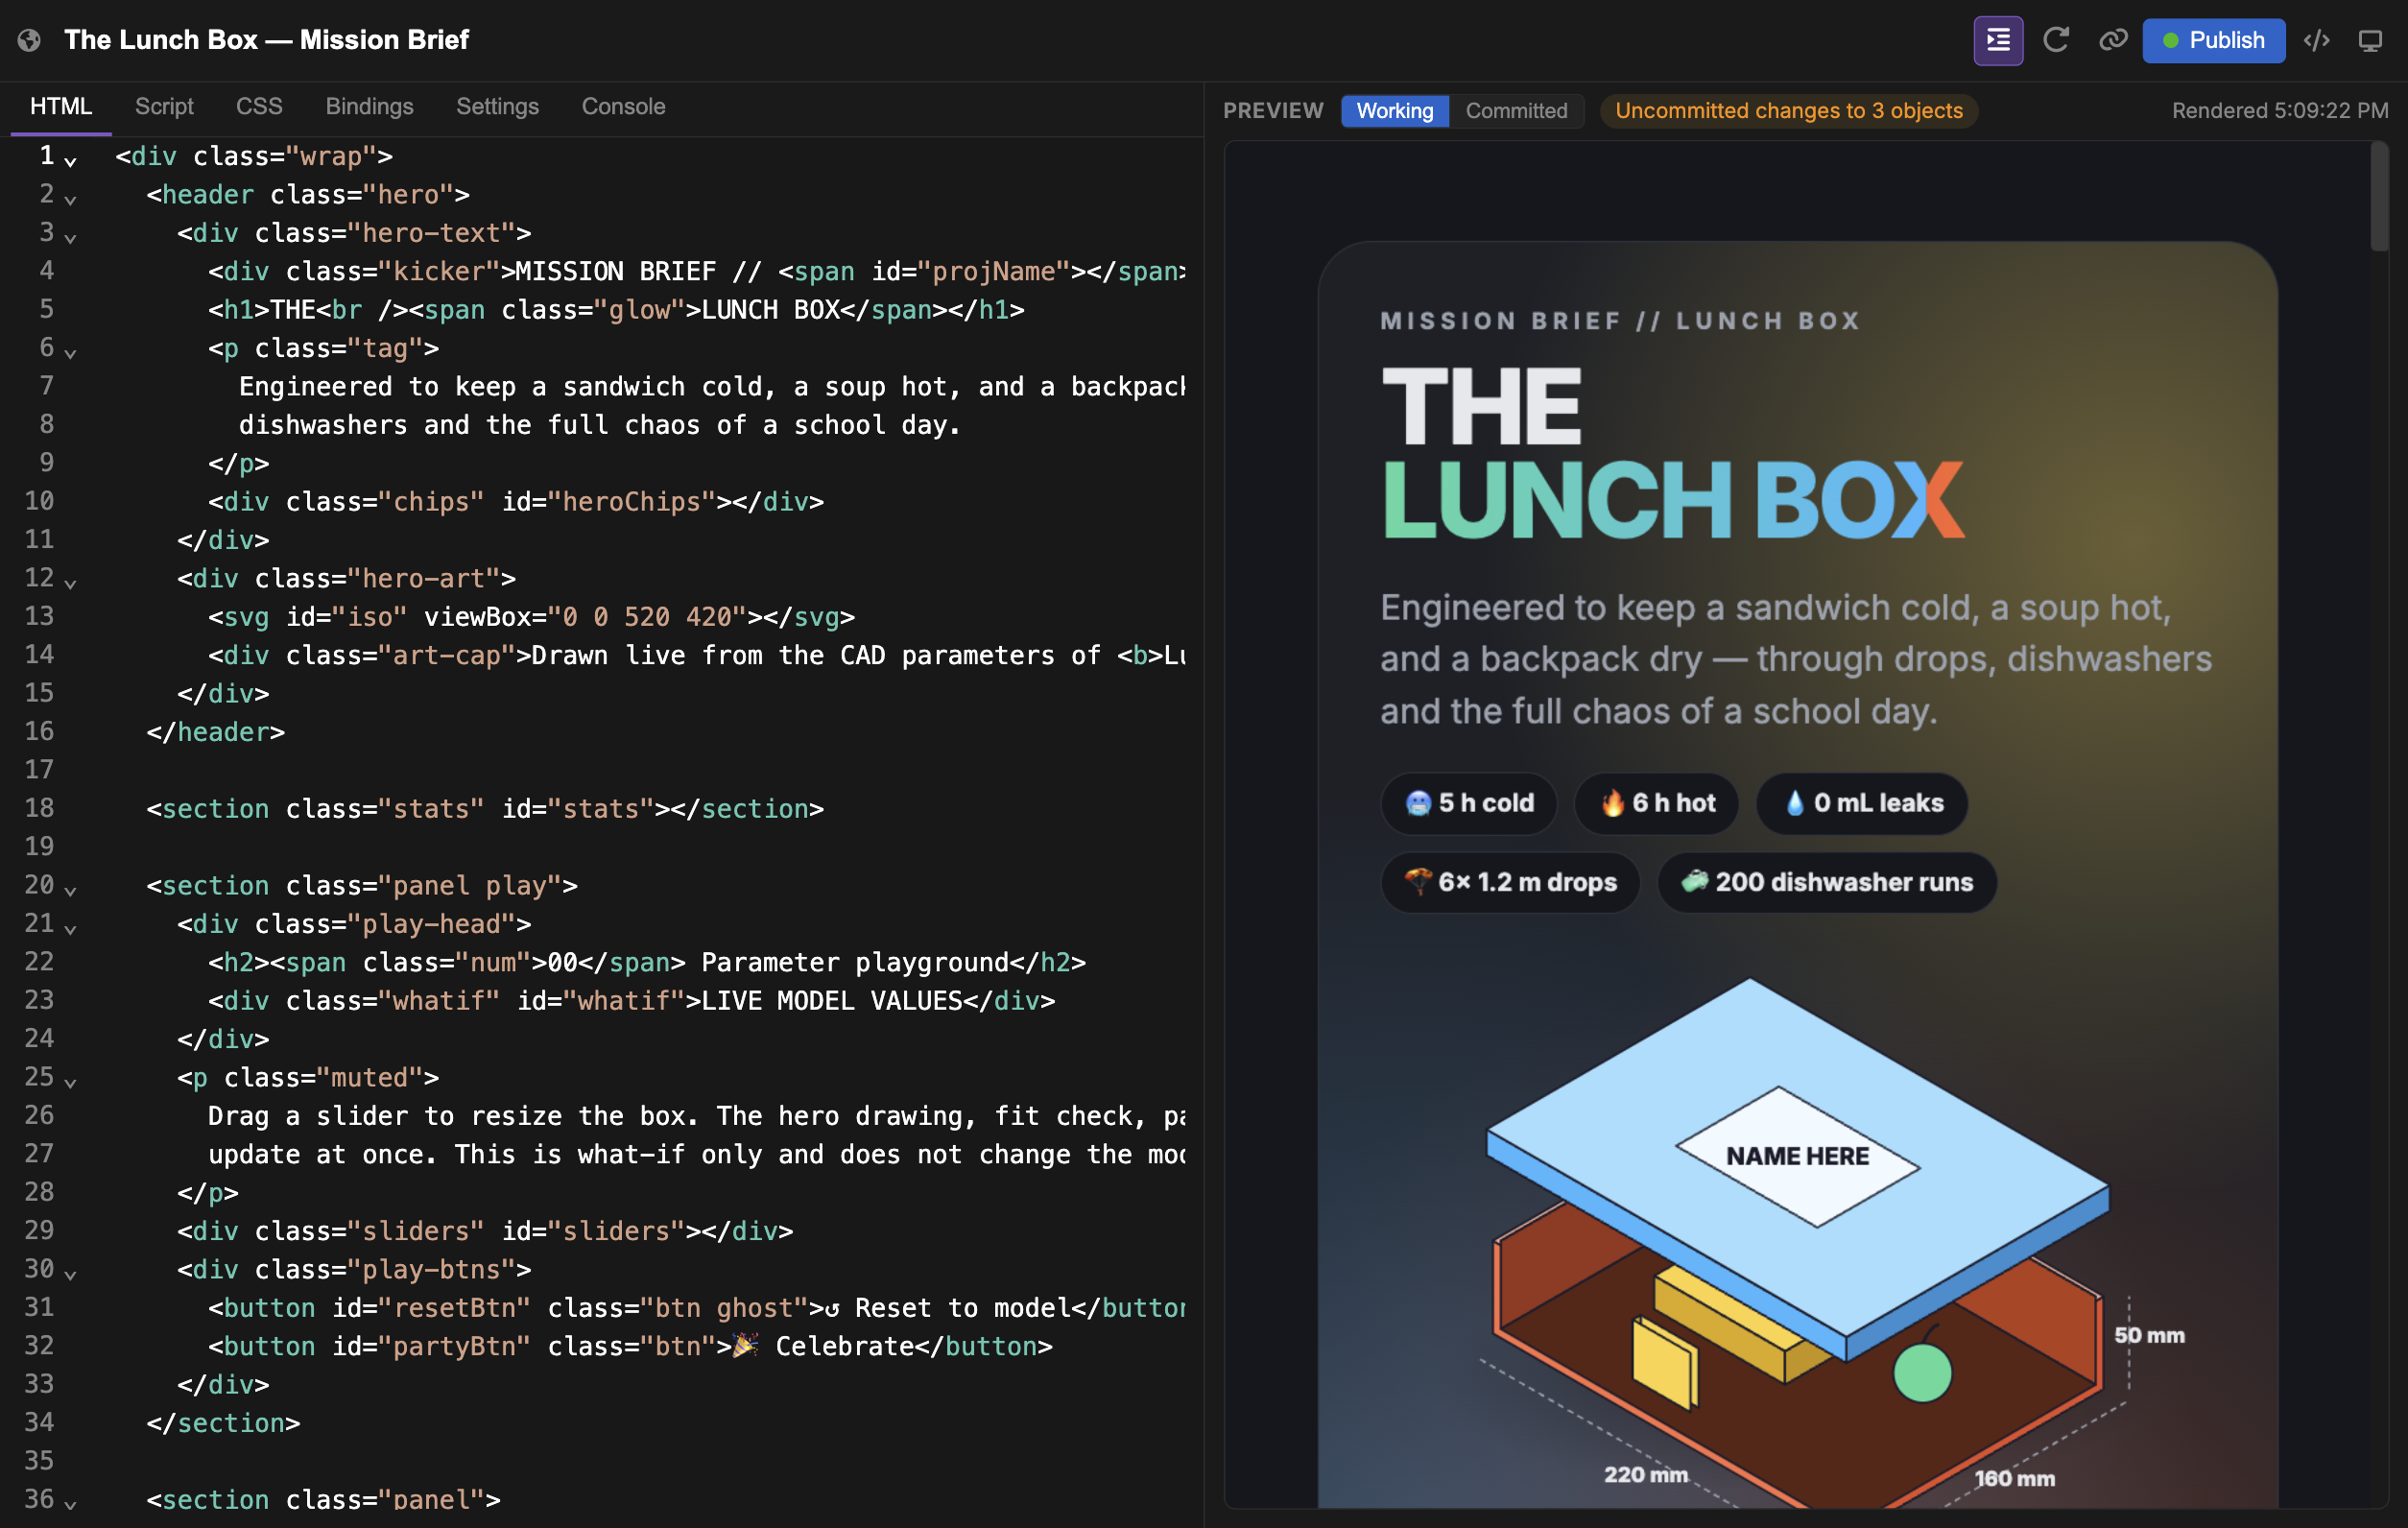 The Lunch Box — Mission Brief
Publish
HTML Script CSS Bindings Settings Console
PREVIEW Working Committed Uncommitted changes to 3 objects Rendered 5:09:22 PM
1 <div class="wrap">
2 <header class="hero">
3 <div class="hero-text">
4 <div class="kicker">MISSION BRIEF // <span id="projName"></span>
5 <h1>THE<br /><span class="glow">LUNCH BOX</span></h1>
6 <p class="tag">
7 Engineered to keep a sandwich cold, a soup hot, and a backpack
8 dishwashers and the full chaos of a school day.
9 </p>
10 <div class="chips" id="heroChips"></div>
11 </div>
12 <div class="hero-art">
13 <svg id="iso" viewBox="0 0 520 420"></svg>
14 <div class="art-cap">Drawn live from the CAD parameters of <b>Lu
15 </div>
16 </header>
17
18 <section class="stats" id="stats"></section>
19
20 <section class="panel play">
21 <div class="play-head">
22 <h2><span class="num">00</span> Parameter playground</h2>
23 <div class="whatif" id="whatif">LIVE MODEL VALUES</div>
24 </div>
25 <p class="muted">
26 Drag a slider to resize the box. The hero drawing, fit check, pa
27 update at once. This is what-if only and does not change the mod
28 </p>
29 <div class="sliders" id="sliders"></div>
30 <div class="play-btns">
31 <button id="resetBtn" class="btn ghost">↺ Reset to model</button
32 <button id="partyBtn" class="btn">🎉 Celebrate</button>
33 </div>
34 </section>
35
36 <section class="panel">
MISSION BRIEF // LUNCH BOX
THE
LUNCH BOX
Engineered to keep a sandwich cold, a soup hot,
and a backpack dry — through drops, dishwashers
and the full chaos of a school day.
🥶 5 h cold 🔥 6 h hot 💧 0 mL leaks
🪂 6× 1.2 m drops 🧼 200 dishwasher runs
NAME HERE
50 mm
220 mm 160 mm